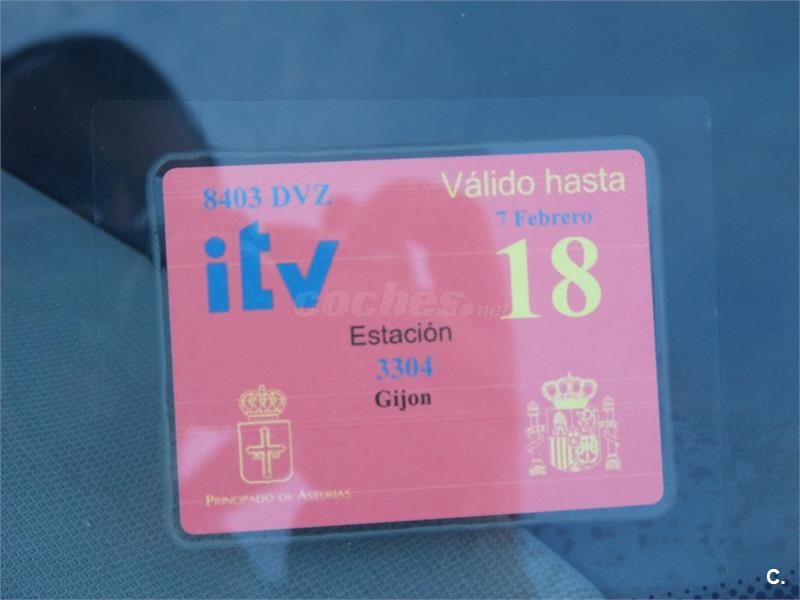 8403 DVZ
Válido hasta
7 Febrero
itv
18
coches.net
Estación
3304
Gijon
PRINCIPADO DE ASTURIAS
C.